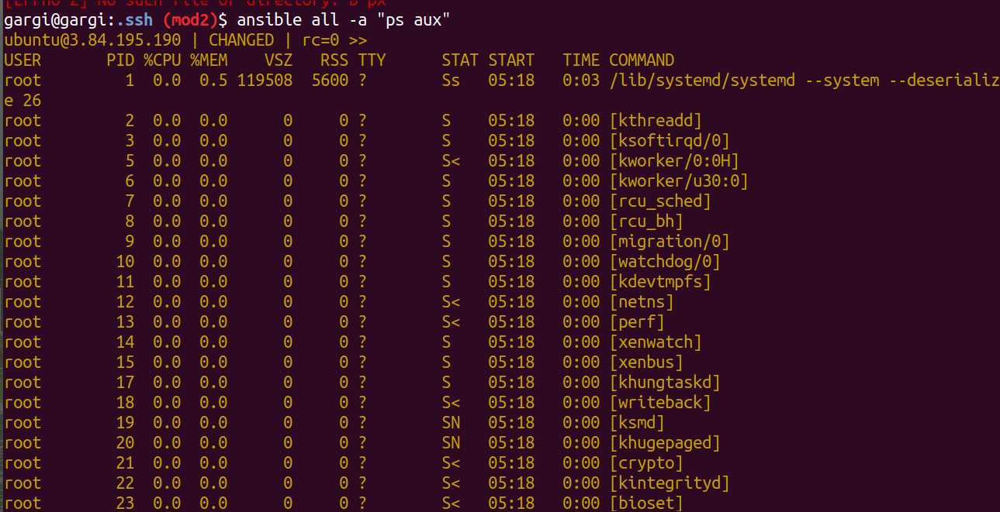 [Errno 2] No such file or directory: b'px'
gargi@gargi:.ssh (mod2)$ ansible all -a "ps aux"
ubuntu@3.84.195.190 | CHANGED | rc=0 >>
USER       PID %CPU %MEM    VSZ   RSS TTY      STAT START   TIME COMMAND
root         1  0.0  0.5 119508  5600 ?        Ss   05:18   0:03 /lib/systemd/systemd --system --deserializ
e 26
root         2  0.0  0.0      0     0 ?        S    05:18   0:00 [kthreadd]
root         3  0.0  0.0      0     0 ?        S    05:18   0:00 [ksoftirqd/0]
root         5  0.0  0.0      0     0 ?        S<   05:18   0:00 [kworker/0:0H]
root         6  0.0  0.0      0     0 ?        S    05:18   0:00 [kworker/u30:0]
root         7  0.0  0.0      0     0 ?        S    05:18   0:00 [rcu_sched]
root         8  0.0  0.0      0     0 ?        S    05:18   0:00 [rcu_bh]
root         9  0.0  0.0      0     0 ?        S    05:18   0:00 [migration/0]
root        10  0.0  0.0      0     0 ?        S    05:18   0:00 [watchdog/0]
root        11  0.0  0.0      0     0 ?        S    05:18   0:00 [kdevtmpfs]
root        12  0.0  0.0      0     0 ?        S<   05:18   0:00 [netns]
root        13  0.0  0.0      0     0 ?        S<   05:18   0:00 [perf]
root        14  0.0  0.0      0     0 ?        S    05:18   0:00 [xenwatch]
root        15  0.0  0.0      0     0 ?        S    05:18   0:00 [xenbus]
root        17  0.0  0.0      0     0 ?        S    05:18   0:00 [khungtaskd]
root        18  0.0  0.0      0     0 ?        S<   05:18   0:00 [writeback]
root        19  0.0  0.0      0     0 ?        SN   05:18   0:00 [ksmd]
root        20  0.0  0.0      0     0 ?        SN   05:18   0:00 [khugepaged]
root        21  0.0  0.0      0     0 ?        S<   05:18   0:00 [crypto]
root        22  0.0  0.0      0     0 ?        S<   05:18   0:00 [kintegrityd]
root        23  0.0  0.0      0     0 ?        S<   05:18   0:00 [bioset]